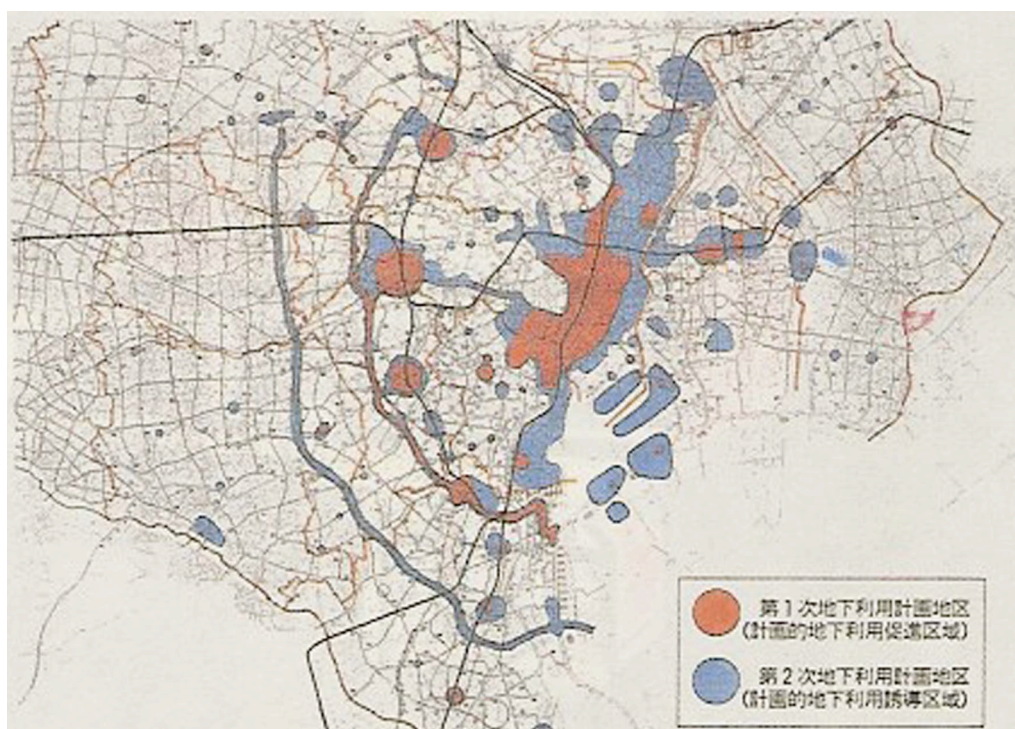 第1次地下利用計画地区
(計画的地下利用促進区域)
第2次地下利用計画地区
(計画的地下利用誘導区域)